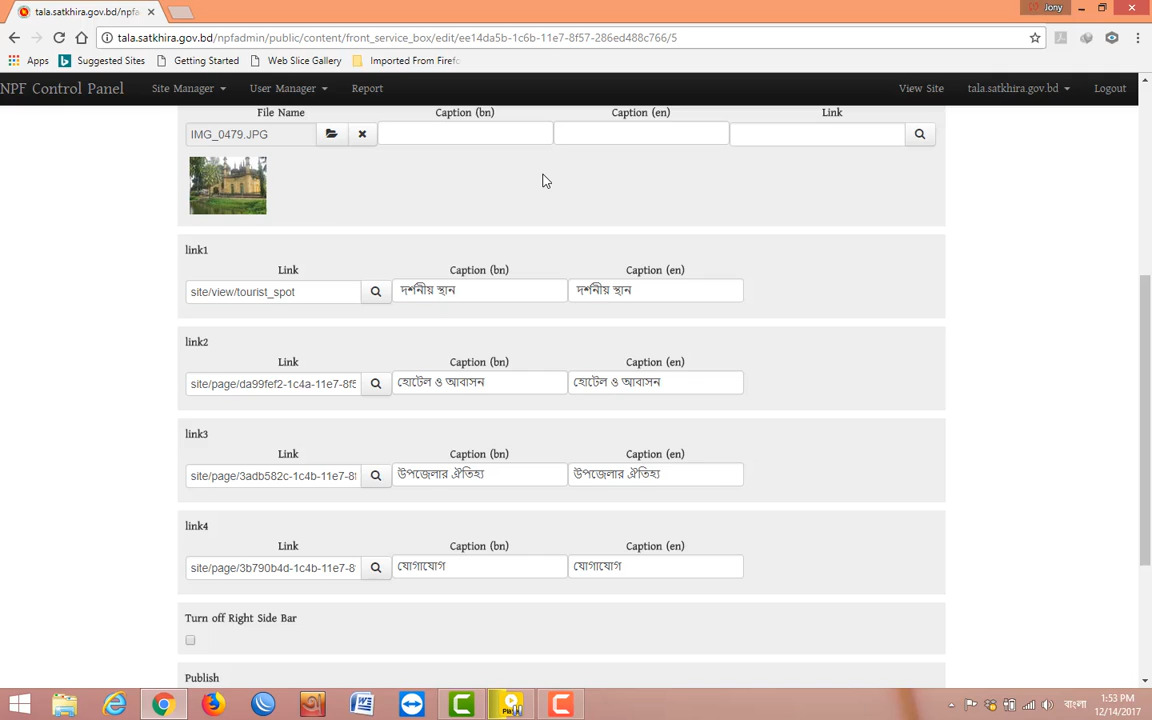 tala.satkhira.gov.bd/npfa
Jony
tala.satkhira.gov.bd/npfadmin/public/content/front_service_box/edit/ee14da5b-1c6b-11e7-8f57-286ed488c766/5
Apps Suggested Sites Getting Started Web Slice Gallery Imported From Firefo
NPF Control Panel Site Manager User Manager Report View Site tala.satkhira.gov.bd Logout
File Name Caption (bn) Caption (en) Link
IMG_0479.JPG
link1
Link Caption (bn) Caption (en)
site/view/tourist_spot দর্শনীয় স্থান দর্শনীয় স্থান
link2
Link Caption (bn) Caption (en)
site/page/da99fef2-1c4a-11e7-8f5 হোটেল ও আবাসন হোটেল ও আবাসন
link3
Link Caption (bn) Caption (en)
site/page/3adb582c-1c4b-11e7-8f উপজেলার ঐতিহ্য উপজেলার ঐতিহ্য
link4
Link Caption (bn) Caption (en)
site/page/3b790b4d-1c4b-11e7-8 যোগাযোগ যোগাযোগ
Turn off Right Side Bar
Publish
বাংলা
1:53 PM
12/14/2017